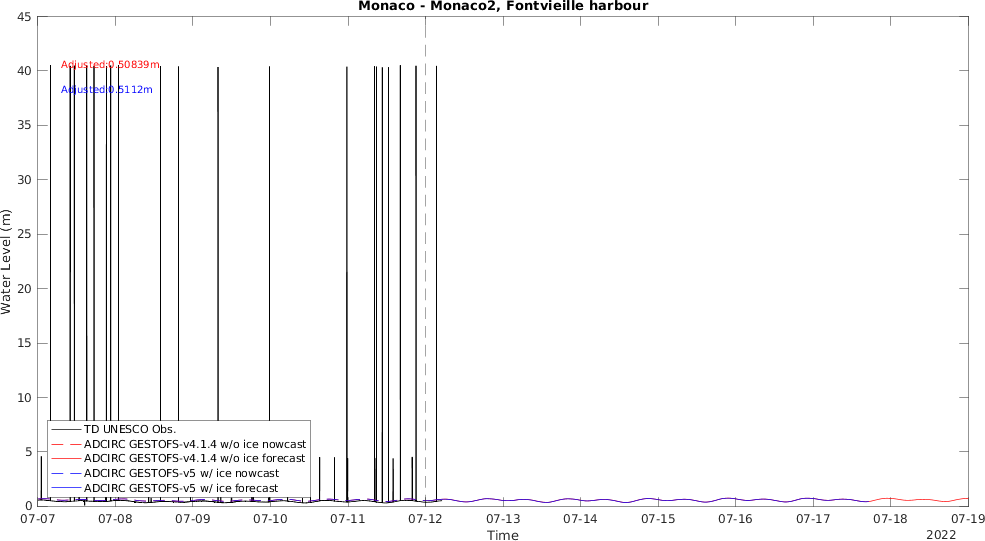 Monaco - Monaco2, Fontvieille harbour
45
40
35
30
25
20
15
10
5
0
Water Level (m)
Adjusted:0.50839m
Adjusted:0.5112m
TD UNESCO Obs.
ADCIRC GESTOFS-v4.1.4 w/o ice nowcast
ADCIRC GESTOFS-v4.1.4 w/o ice forecast
ADCIRC GESTOFS-v5 w/ ice nowcast
ADCIRC GESTOFS-v5 w/ ice forecast
07-07 07-08 07-09 07-10 07-11 07-12 07-13 07-14 07-15 07-16 07-17 07-18 07-19
Time
2022